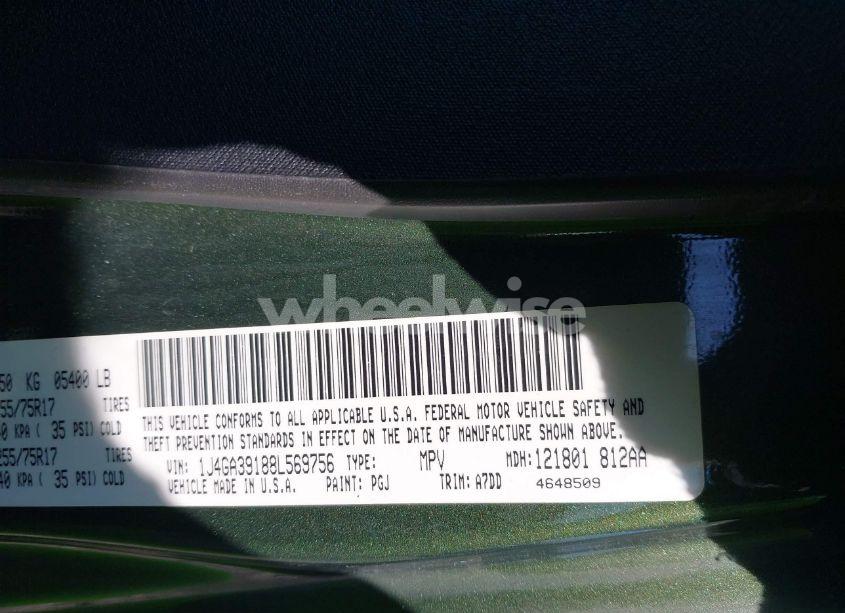 wheelwise
50 KG 05400 LB
55/75R17 TIRES
0 KPA ( 35 PSI) COLD
255/75R17 TIRES
40 KPA ( 35 PSI) COLD
THIS VEHICLE CONFORMS TO ALL APPLICABLE U.S.A. FEDERAL MOTOR VEHICLE SAFETY AND
THEFT PREVENTION STANDARDS IN EFFECT ON THE DATE OF MANUFACTURE SHOWN ABOVE.
VIN: 1J4GA39188L569756 TYPE: MPV MDH: 121801 812AA
VEHICLE MADE IN U.S.A. PAINT: PGJ TRIM: A7DD 4648509